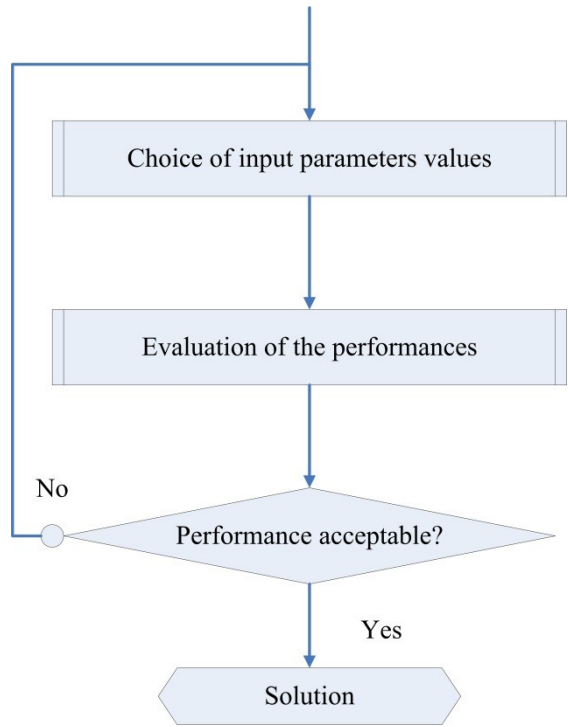 Choice of input parameters values
Evaluation of the performances
No
Performance acceptable?
Yes
Solution